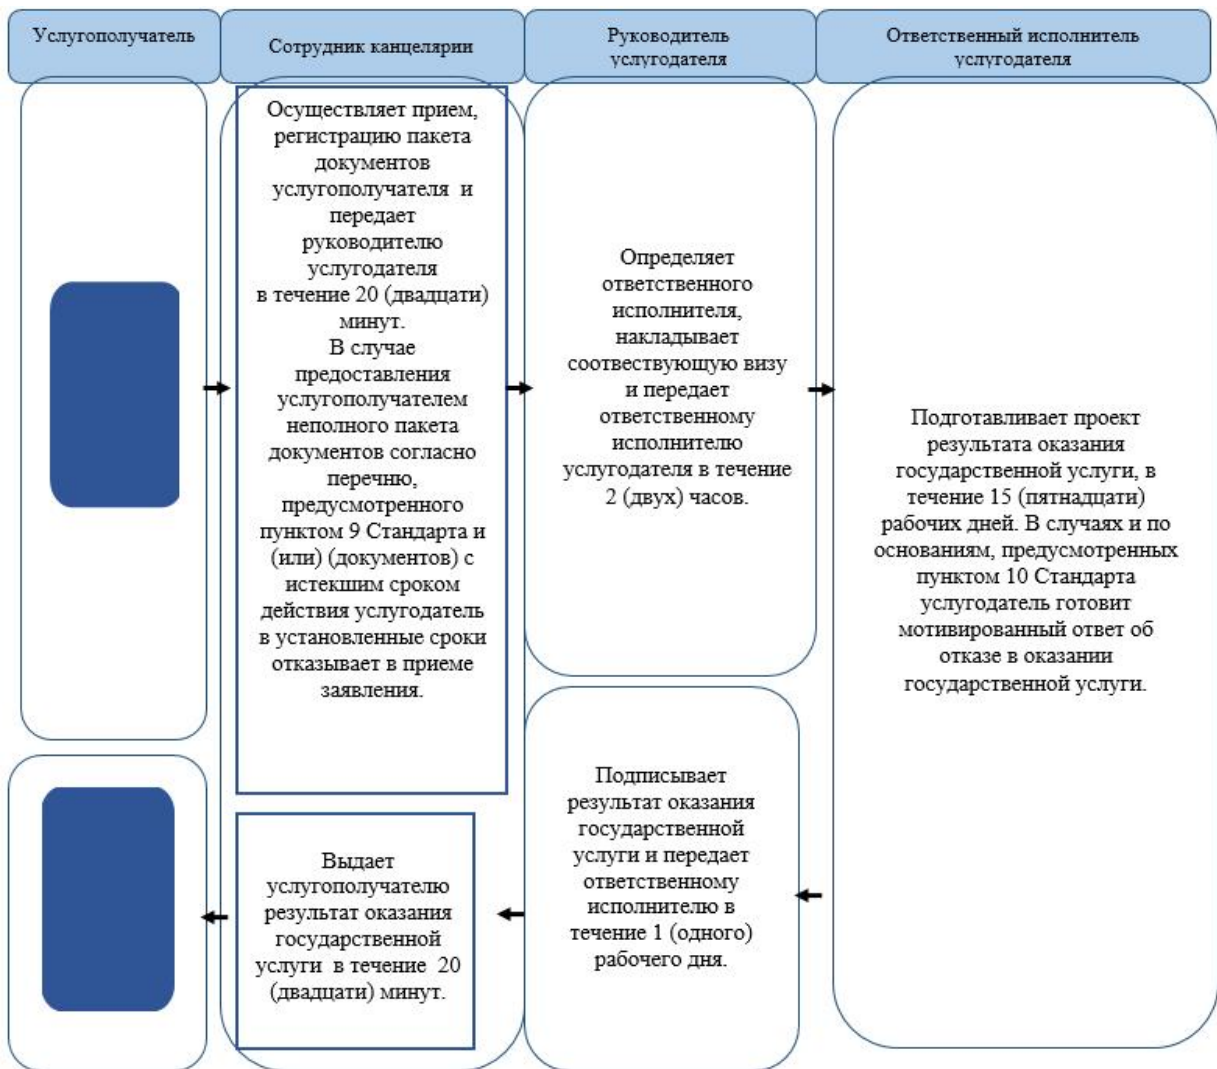 Услугополучатель
Сотрудник канцелярии
Руководитель
услугодателя
Ответственный исполнитель
услугодателя
Осуществляет прием,
регистрацию пакета
документов
услугополучателя и
передает
руководителю
услугодателя
в течение 20 (двадцати)
минут.
В случае
предоставления
услугополучателем
неполного пакета
документов согласно
перечню,
предусмотренного
пунктом 9 Стандарта и
(или) (документов) с
истекшим сроком
действия услугодатель
в установленные сроки
отказывает в приеме
заявления.
Определяет
ответственного
исполнителя,
накладывает
соотвествующую визу
и передает
ответственному
исполнителю
услугодателя в течение
2 (двух) часов.
Подготавливает проект
результата оказания
государственной услуги, в
течение 15 (пятнадцати)
рабочих дней. В случаях и по
основаниям, предусмотренных
пунктом 10 Стандарта
услугодатель готовит
мотивированный ответ об
отказе в оказании
государственной услуги.
Подписывает
результат оказания
государственной
услуги и передает
ответственному
исполнителю в
течение 1 (одного)
рабочего дня.
Выдает
услугополучателю
результат оказания
государственной
услуги в течение 20
(двадцати) минут.